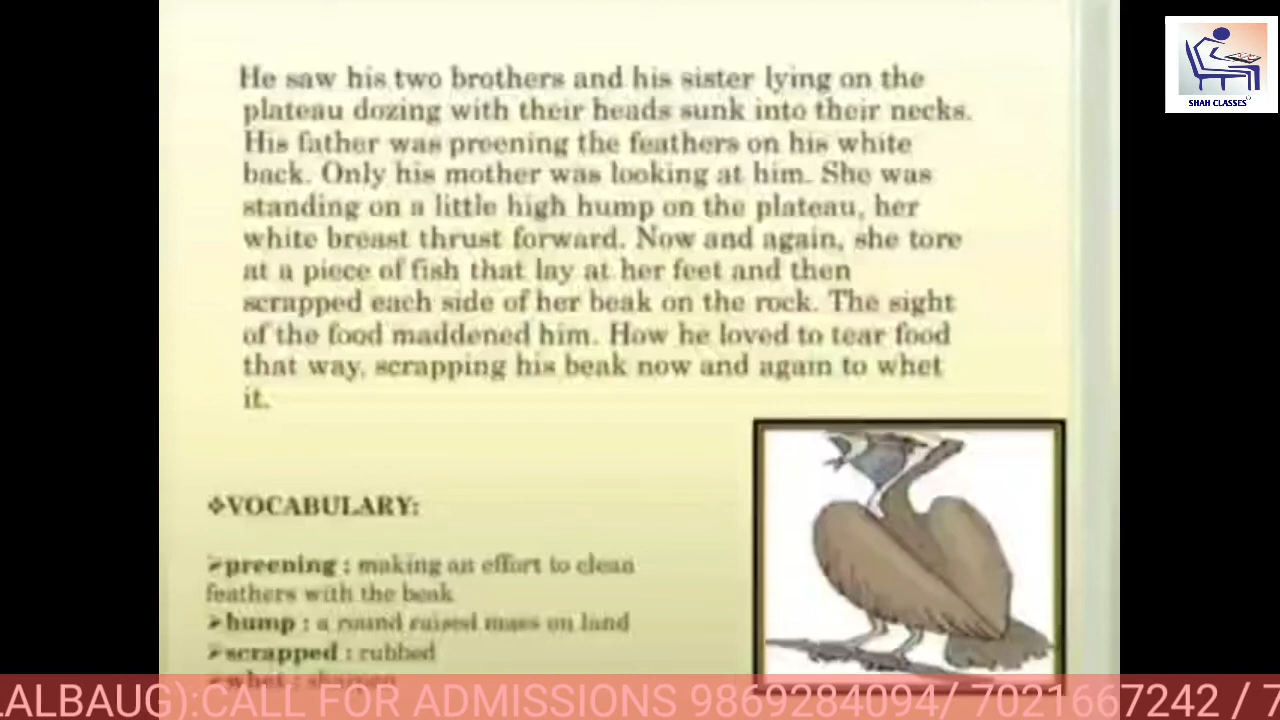 He saw his two brothers and his sister lying on the
plateau dozing with their heads sunk into their necks.
His father was preening the feathers on his white
back. Only his mother was looking at him. She was
standing on a little high hump on the plateau, her
white breast thrust forward. Now and again, she tore
at a piece of fish that lay at her feet and then
scrapped each side of her beak on the rock. The sight
of the food maddened him. How he loved to tear food
that way, scrapping his beak now and again to whet
it.
❖VOCABULARY:
➢preening : making an effort to clean
feathers with the beak
➢hump : a round raised mass on land
➢scrapped : rubbed
➢whet : sharpen
SHAH CLASSES
LALBAUG):CALL FOR ADMISSIONS 9869284094/ 7021667242 / 7